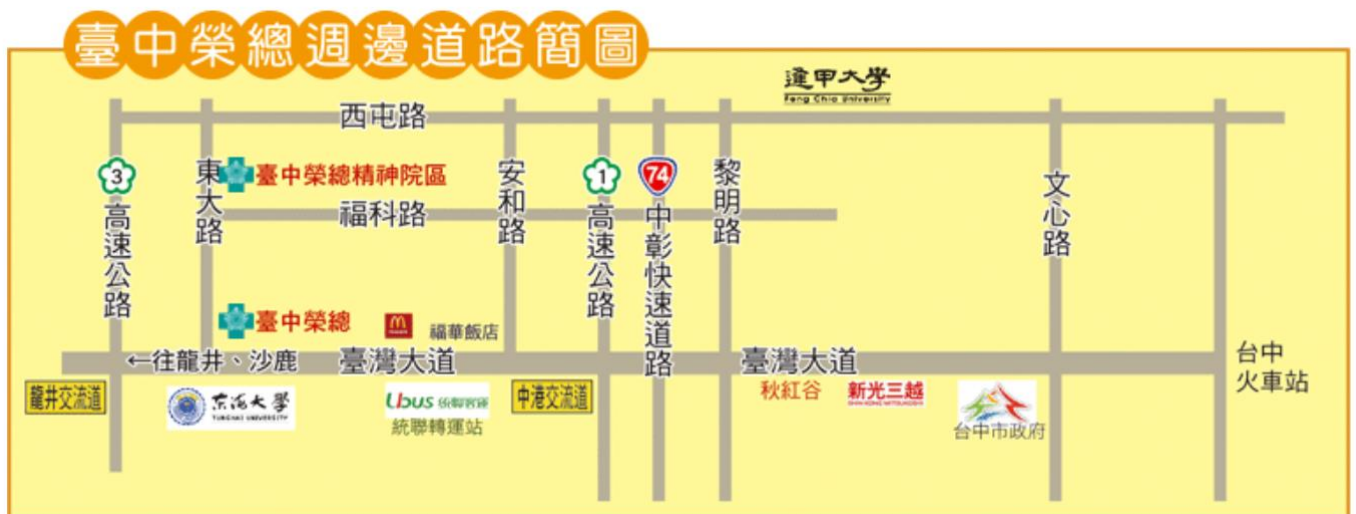 臺中榮總週邊道路簡圖
逢甲大學
Feng Chia University
西屯路
3
高速公路
東大路
臺中榮總精神院區
福科路
安和路
1
高速公路
74
中彰快速道路
黎明路
文心路
臺中榮總
福華飯店
←往龍井、沙鹿
臺灣大道
臺灣大道
台中
火車站
龍井交流道
東海大學
TUNGHAI UNIVERSITY
Ubus 統聯客運
統聯轉運站
中港交流道
秋紅谷
新光三越
SHIN KONG MITSUKOSHI
台中市政府